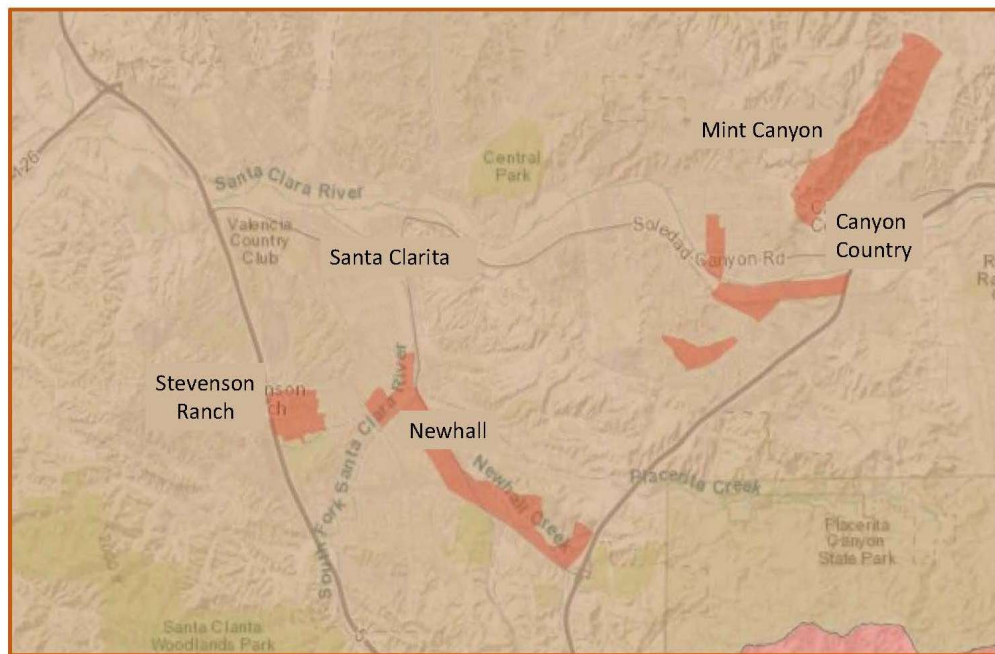 Mint Canyon
Central
Park
Santa Clara River
Canyon
Country
Valencia
Country
Club
Soledad Canyon Rd
Santa Clarita
Stevenson
Ranch
South Fork Santa Clara River
Newhall
Newhall Creek
Placerita Creek
Placerita
Canyon
State Park
Santa Clarita
Woodlands Park